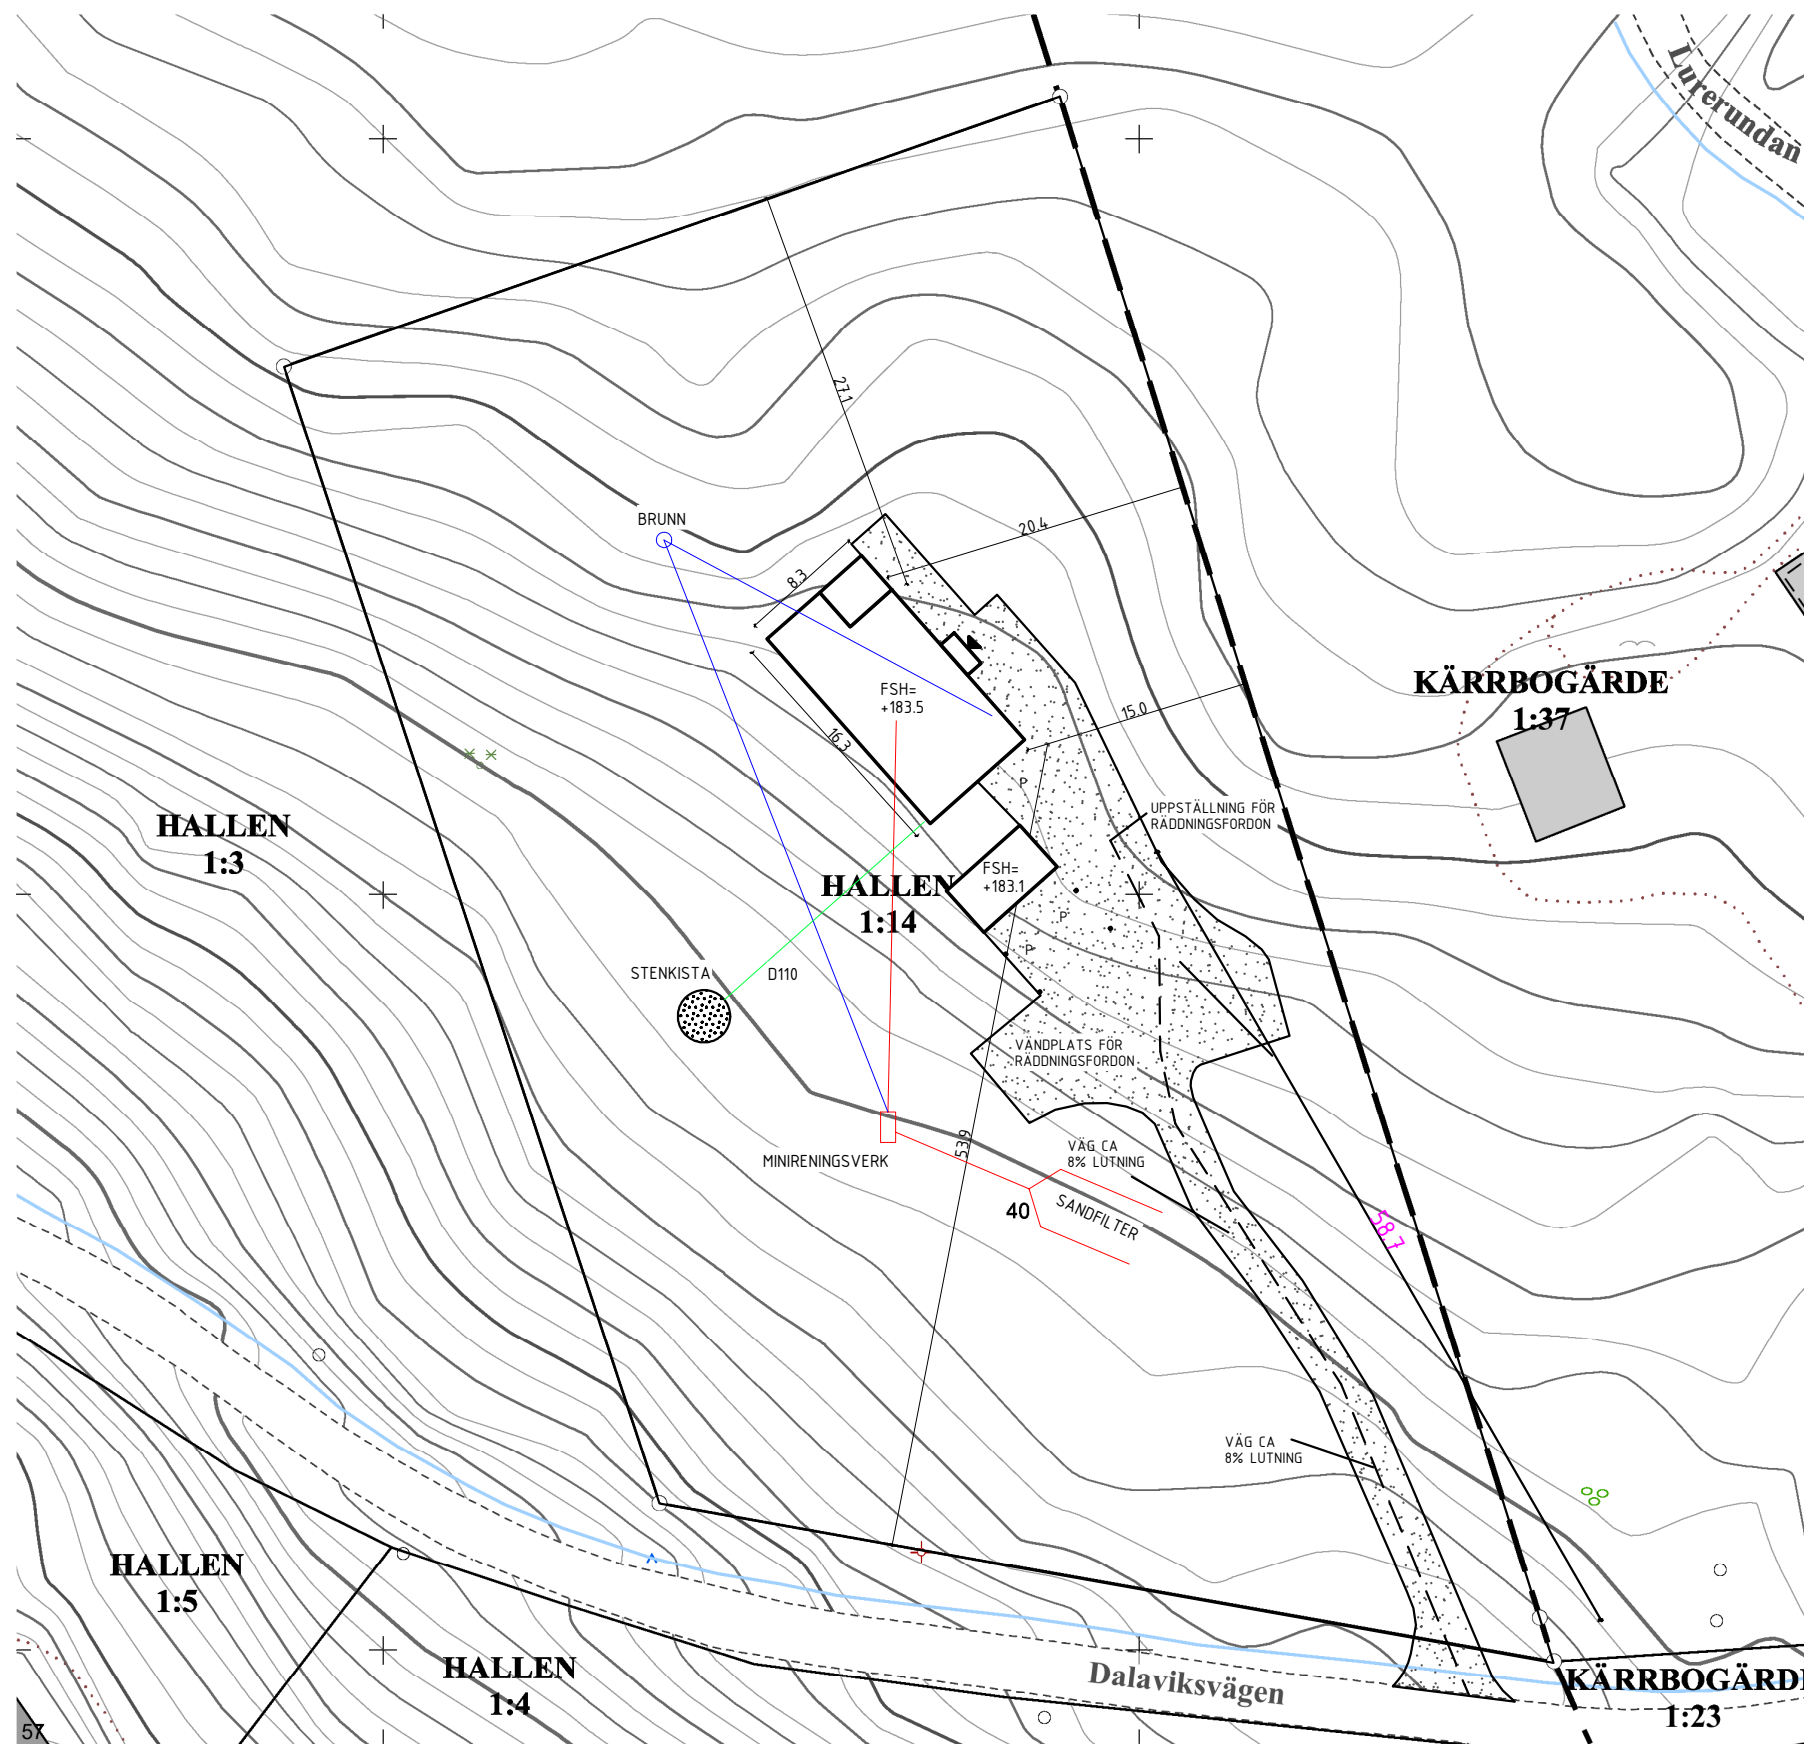 Lurerundan
27.1
BRUNN
20.4
8.3
FSH=
+183.5
16.3
15.0
KÄRRBOGÄRDE
1:37
P
UPPSTÄLLNING FÖR
RÄDDNINGSFORDON
HALLEN
1:3
FSH=
+183.1
HALLEN
1:14
P
P
STENKISTA
D110
VÄNDPLATS FÖR
RÄDDNINGSFORDON
53.9
VÄG CA
8% LUTNING
MINIRENINGSVERK
SANDFILTER
40
58.7
VÄG CA
8% LUTNING
HALLEN
1:5
HALLEN
1:4
Dalaviksvägen
KÄRRBOGÄRDE
1:23
57